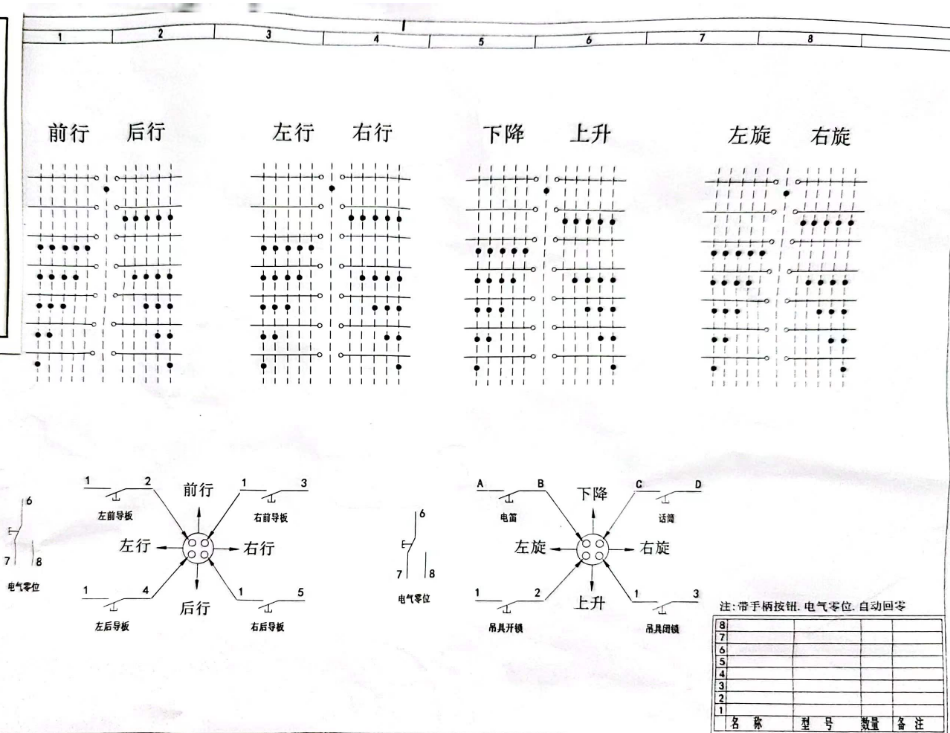 1 2 3 4 5 6 7 8
前行 后行 左行 右行 下降 上升 左旋 右旋
1 2 前行 1 3
左前导板 右前导板
左行 右行
6
7 8
电气零位
1 4 后行 1 5
左后导板 右后导板
A B 下降 C D
电笛 话筒
左旋 右旋
6
7 8
电气零位
1 2 上升 1 3
吊具开锁 吊具闭锁
注:带手柄按钮.电气零位.自动回零
8
7
6
5
4
3
2
1
名 称 型 号 数量 备 注